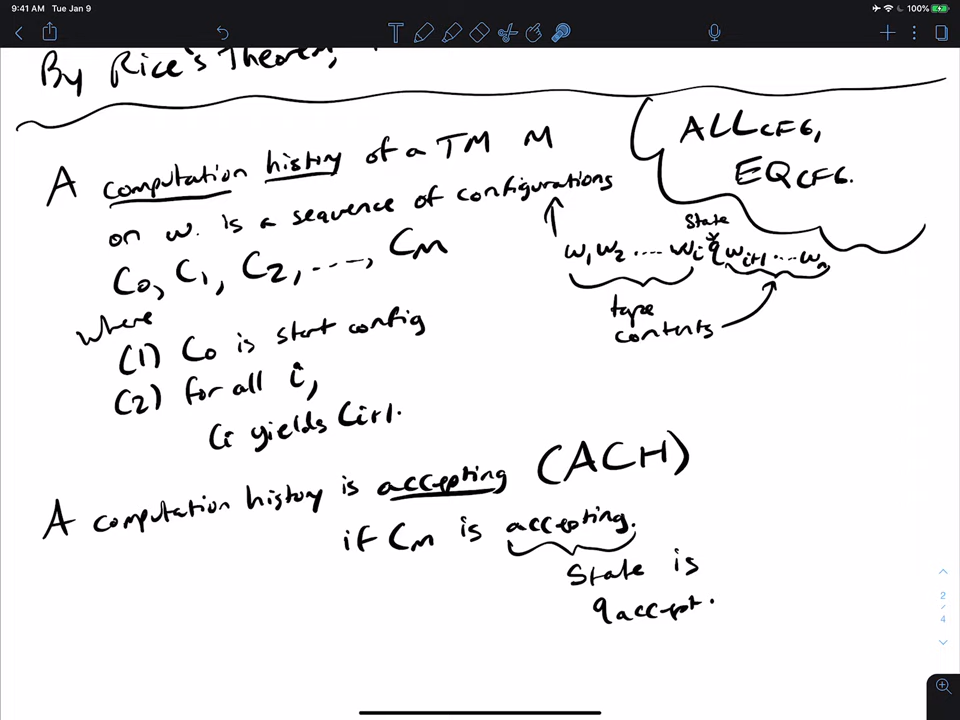 9:41 AM Tue Jan 9
100%
By Rice's Theorem,
A computation history of a TM M
on w. is a sequence of configurations
C0, C1, C2, ...., CM
where
(1) C0 is start config
(2) for all i,
Ci yields Ci+1.
ALLCFG,
EQCFG.
State
w1 w2 .... wi q wi+1 ... wn
tape
contents
A computation history is accepting (ACH)
if CM is accepting.
State is
qaccept.
2
/
4